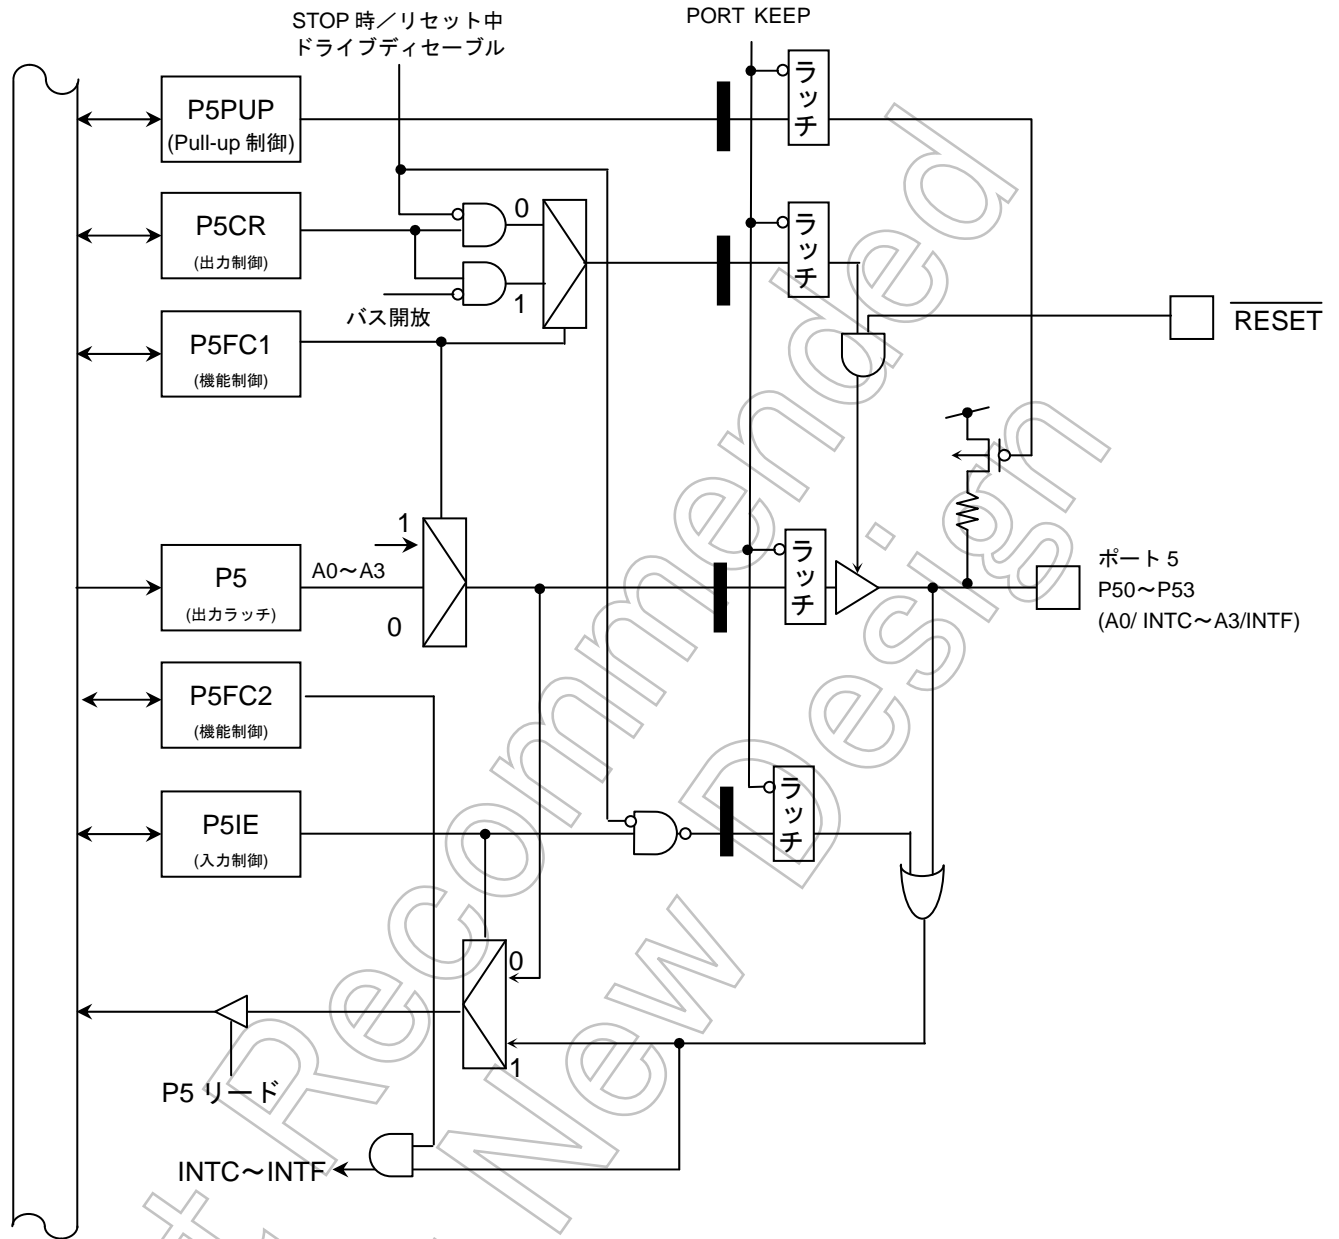 STOP 時／リセット中
ドライブディセーブル
PORT KEEP
P5PUP
(Pull-up 制御)
ラッチ
P5CR
(出力制御)
0
1
バス開放
ラッチ
P5FC1
(機能制御)
RESET
1
P5
(出力ラッチ)
A0～A3
0
ラッチ
ポート 5
P50～P53
(A0/ INTC～A3/INTF)
P5FC2
(機能制御)
P5IE
(入力制御)
ラッチ
0
1
P5 リード
INTC～INTF
t Recommended
New Design